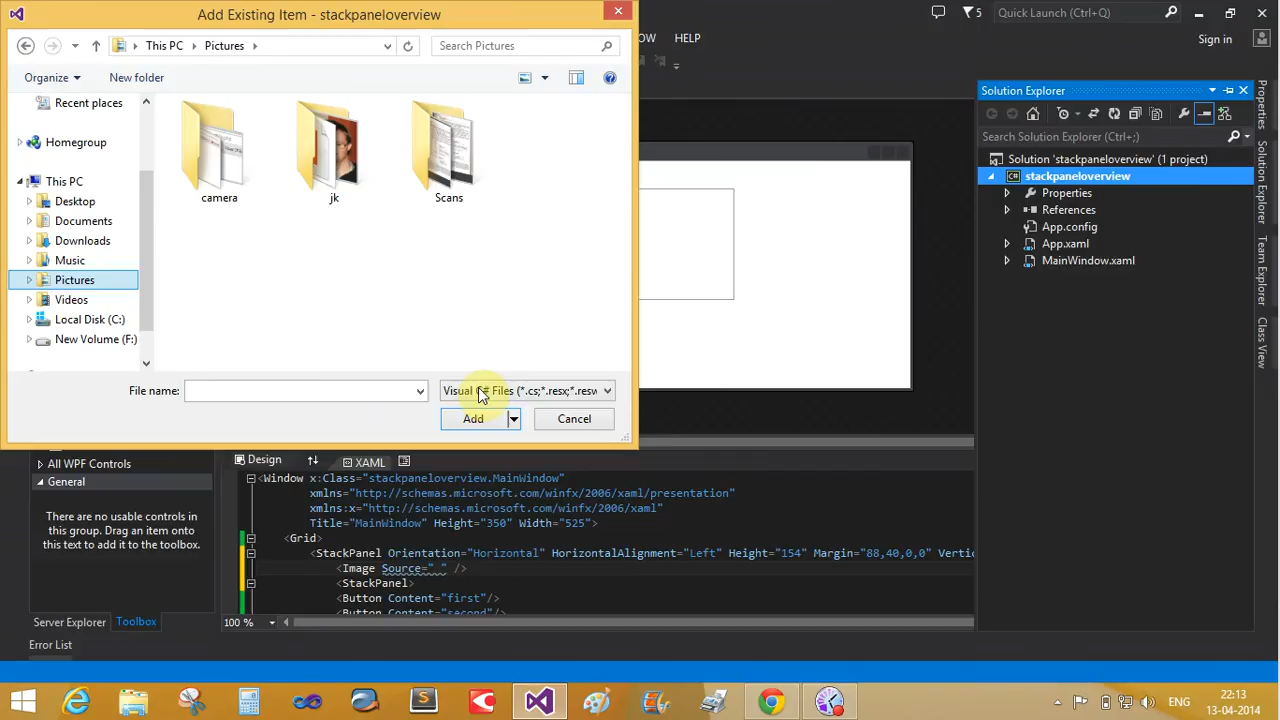 Add Existing Item - stackpaneloverview
This PC
Pictures
Search Pictures
Organize
New folder
Recent places
Homegroup
This PC
Desktop
Documents
Downloads
Music
Pictures
Videos
Local Disk (C:)
New Volume (F:)
camera
jk
Scans
File name:
Visual C# Files (*.cs;*.resx;*.resw
Add
Cancel
OW
HELP
5
Quick Launch (Ctrl+Q)
Sign in
Solution Explorer
Search Solution Explorer (Ctrl+;)
Solution 'stackpaneloverview' (1 project)
C# stackpaneloverview
Properties
References
App.config
App.xaml
MainWindow.xaml
Properties
Solution Explorer
Team Explorer
Class View
All WPF Controls
General
There are no usable controls in
this group. Drag an item onto
this text to add it to the toolbox.
Server Explorer
Toolbox
Error List
Design
XAML
<Window x:Class="stackpaneloverview.MainWindow"
xmlns="http://schemas.microsoft.com/winfx/2006/xaml/presentation"
xmlns:x="http://schemas.microsoft.com/winfx/2006/xaml"
Title="MainWindow" Height="350" Width="525">
<Grid>
<StackPanel Orientation="Horizontal" HorizontalAlignment="Left" Height="154" Margin="88,40,0,0" Vertic
<Image Source=" " />
<StackPanel>
<Button Content="first"/>
<Button Content="second"/>
100 %
ENG
22:13
13-04-2014